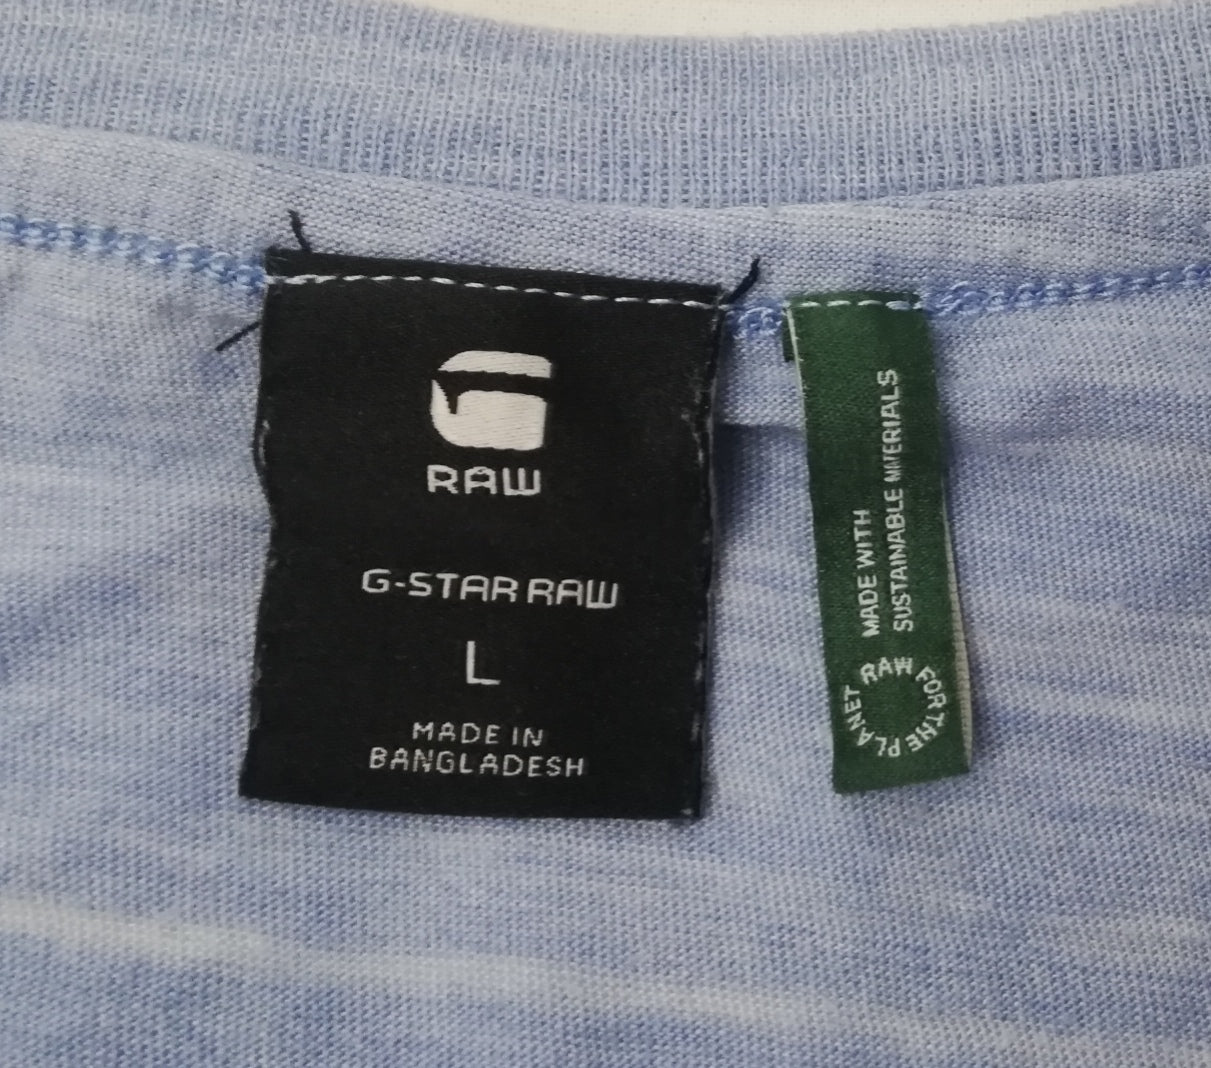 RAW
G-STAR RAW
L
MADE IN
BANGLADESH
MADE WITH
SUSTAINABLE MATERIALS
RAW FOR THE PLANET